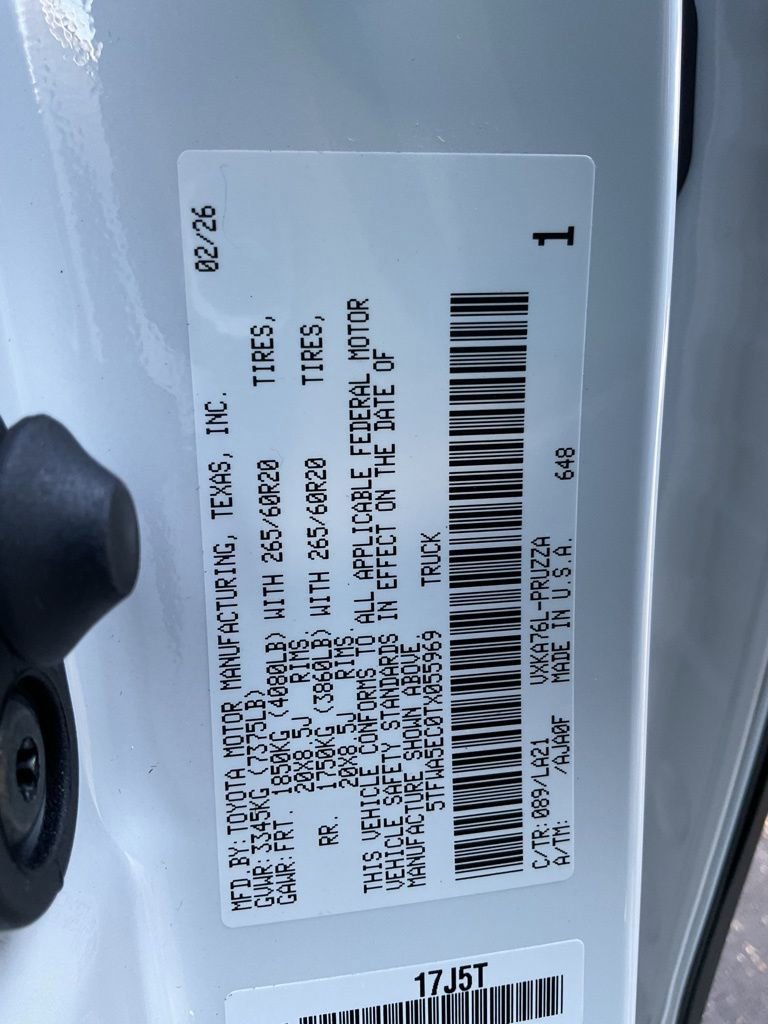 02/26
MFD.BY:TOYOTA MOTOR MANUFACTURING, TEXAS, INC.
GVWR:3345KG (7375LB)
GAWR:FRT. 1850KG (4080LB) WITH 265/60R20 TIRES,
20X8.5J RIMS.
RR. 1750KG (3860LB) WITH 265/60R20 TIRES,
20X8.5J RIMS.
THIS VEHICLE CONFORMS TO ALL APPLICABLE FEDERAL MOTOR
VEHICLE SAFETY STANDARDS IN EFFECT ON THE DATE OF
MANUFACTURE SHOWN ABOVE.
5TFWA5EC0TX055969 TRUCK
1
C/TR:089/LA21 VXKA76L-PRUZZA
A/TM: /AJA0F MADE IN U.S.A. 648
17J5T